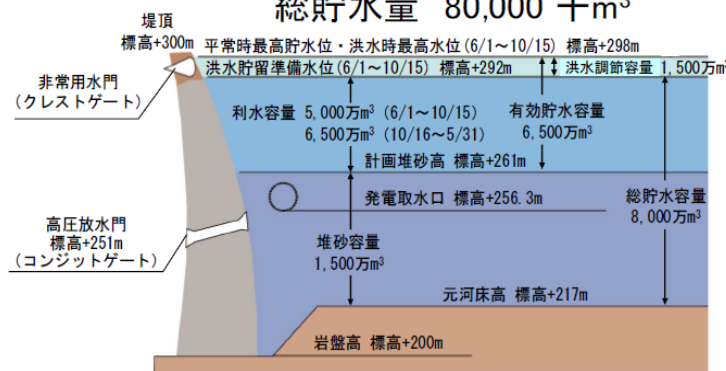 総貯水量 80,000 千m³
堤頂
標高+300m
平常時最高貯水位・洪水時最高水位(6/1～10/15) 標高+298m
洪水貯留準備水位(6/1～10/15) 標高+292m
洪水調節容量 1,500万m³
非常用水門
(クレストゲート)
利水容量 5,000万m³ (6/1～10/15)
6,500万m³ (10/16～5/31)
有効貯水容量
6,500万m³
計画堆砂高 標高+261m
発電取水口 標高+256.3m
総貯水容量
8,000万m³
高圧放水門
標高+251m
(コンジットゲート)
堆砂容量
1,500万m³
元河床高 標高+217m
岩盤高 標高+200m